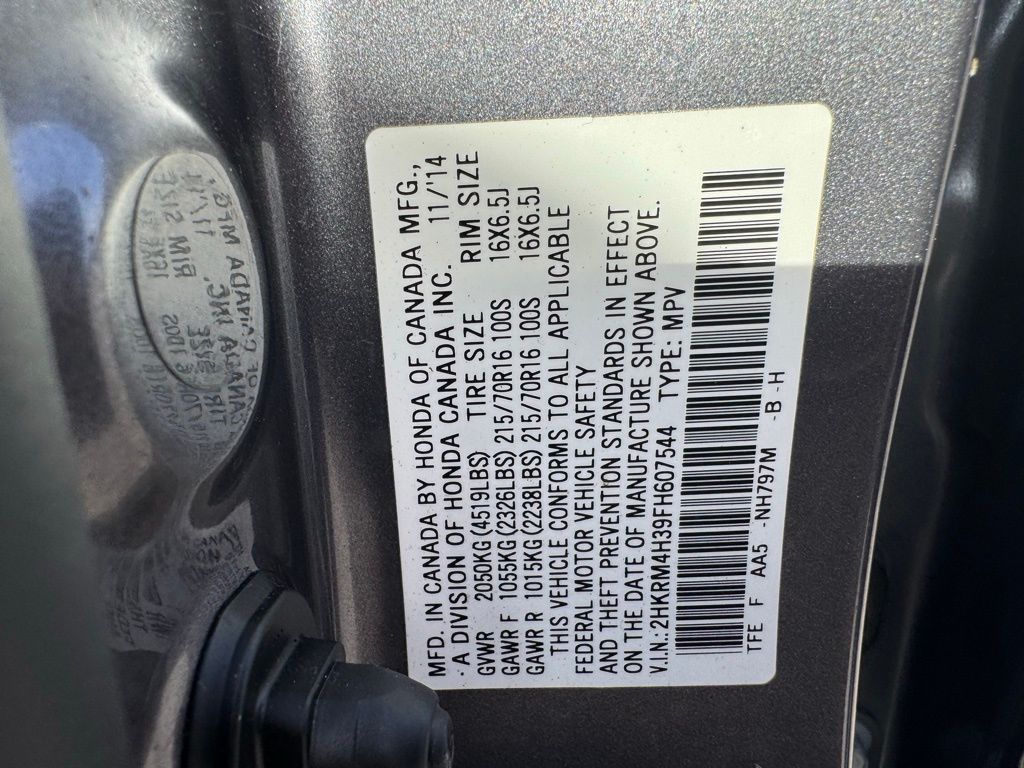 MFD. IN CANADA BY HONDA OF CANADA MFG.,
A DIVISION OF HONDA CANADA INC. 11/'14
GVWR 2050KG(4519LBS) TIRE SIZE RIM SIZE
GAWR F 1055KG(2326LBS) 215/70R16 100S 16X6.5J
GAWR R 1015KG(2238LBS) 215/70R16 100S 16X6.5J
THIS VEHICLE CONFORMS TO ALL APPLICABLE
FEDERAL MOTOR VEHICLE SAFETY
AND THEFT PREVENTION STANDARDS IN EFFECT
ON THE DATE OF MANUFACTURE SHOWN ABOVE.
V.I.N.: 2HKRM4H39FH607544 TYPE: MPV
TFE F AA5 -NH797M -B -H